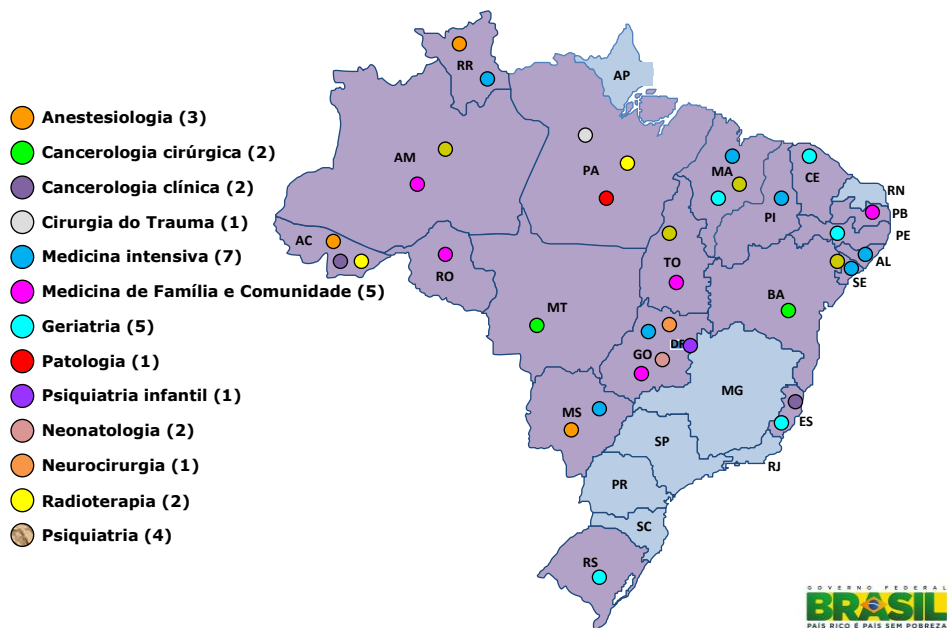 Anestesiologia (3)
Cancerologia cirúrgica (2)
Cancerologia clínica (2)
Cirurgia do Trauma (1)
Medicina intensiva (7)
Medicina de Família e Comunidade (5)
Geriatria (5)
Patologia (1)
Psiquiatria infantil (1)
Neonatologia (2)
Neurocirurgia (1)
Radioterapia (2)
Psiquiatria (4)
RR
AP
AM
PA
MA
CE
RN
PB
PE
PI
AL
SE
AC
RO
TO
BA
MT
GO
DF
MG
MS
ES
SP
RJ
PR
SC
RS
GOVERNO FEDERAL
BRASIL
PAÍS RICO É PAÍS SEM POBREZA